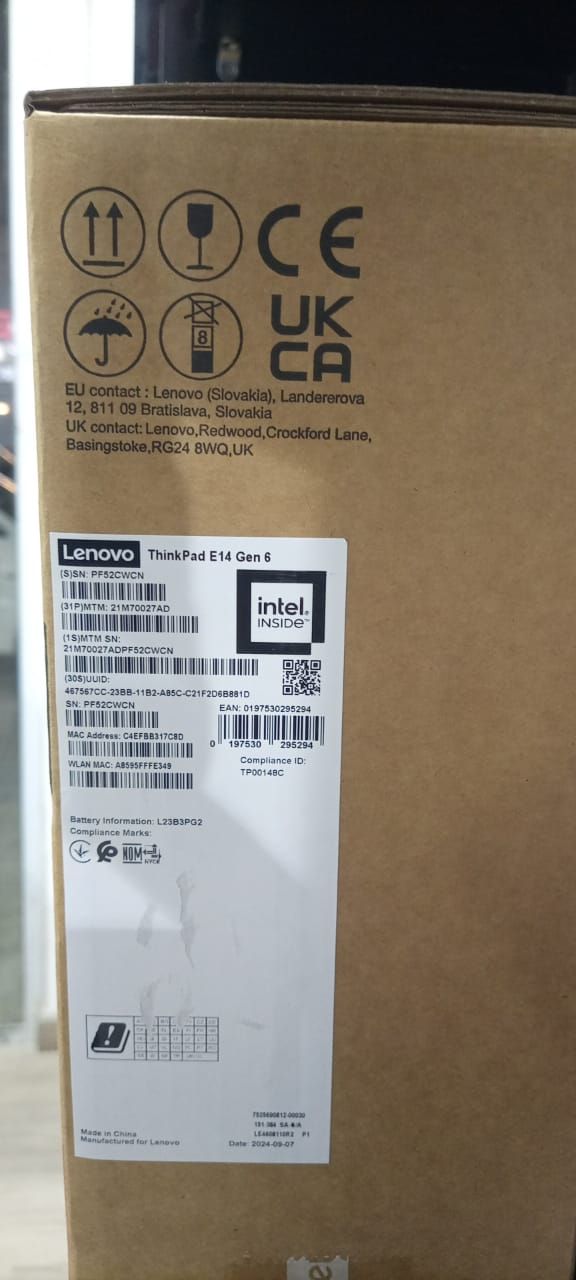 CE
8
UK
CA
EU contact : Lenovo (Slovakia), Landererova
12, 811 09 Bratislava, Slovakia
UK contact: Lenovo,Redwood,Crockford Lane,
Basingstoke,RG24 8WQ,UK
Lenovo ThinkPad E14 Gen 6
(S)SN: PF52CWCN
intel.
INSIDE™
(31P)MTM: 21M70027AD
(1S)MTM SN:
21M70027ADPF52CWCN
(30S)UUID:
467567CC-23BB-11B2-A85C-C21F2D6B881D
SN: PF52CWCN
EAN: 0197530295294
MAC Address: C4EFBB317C8D
0 197530 295294
WLAN MAC: A8595FFFE349
Compliance ID:
TP00148C
Battery Information: L23B3PG2
Compliance Marks:
NOM
NYCE
Made in China
Manufactured for Lenovo
Date: 2024-09-07